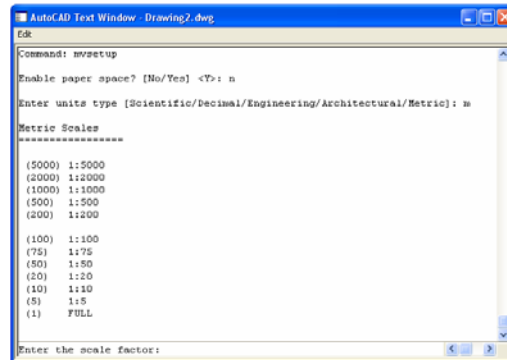 AutoCAD Text Window - Drawing2.dwg
Edit
Command: mvsetup
Enable paper space? [No/Yes] <Y>: n
Enter units type [Scientific/Decimal/Engineering/Architectural/Metric]: m
Metric Scales
=================
(5000) 1:5000
(2000) 1:2000
(1000) 1:1000
(500) 1:500
(200) 1:200
(100) 1:100
(75) 1:75
(50) 1:50
(20) 1:20
(10) 1:10
(5) 1:5
(1) FULL
Enter the scale factor: